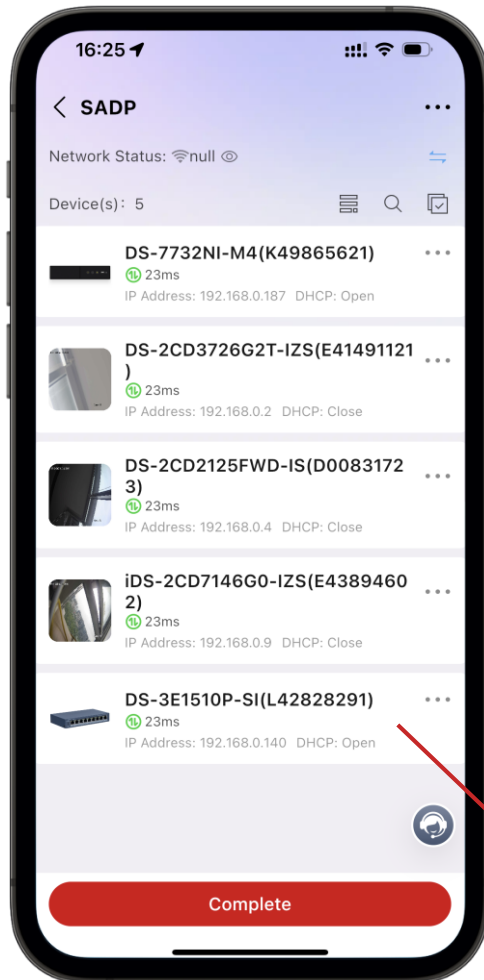 16:25
SADP
Network Status: null
Device(s): 5
DS-7732NI-M4(K49865621)
23ms
IP Address: 192.168.0.187 DHCP: Open
DS-2CD3726G2T-IZS(E41491121
)
23ms
IP Address: 192.168.0.2 DHCP: Close
DS-2CD2125FWD-IS(D0083172
3)
23ms
IP Address: 192.168.0.4 DHCP: Close
iDS-2CD7146G0-IZS(E4389460
2)
23ms
IP Address: 192.168.0.9 DHCP: Close
DS-3E1510P-SI(L42828291)
23ms
IP Address: 192.168.0.140 DHCP: Open
Complete